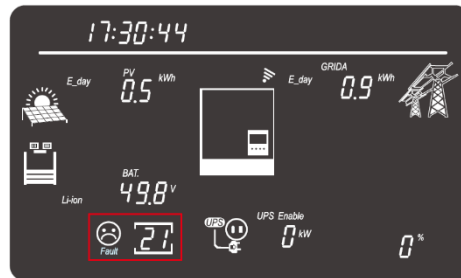 17:30:44
E_day PV 0.5 kWh
E_day GRIDA 0.9 kWh
BAT.
Li-ion 49.8 V
Fault 21
UPS
UPS Enable
0 kW
0 %